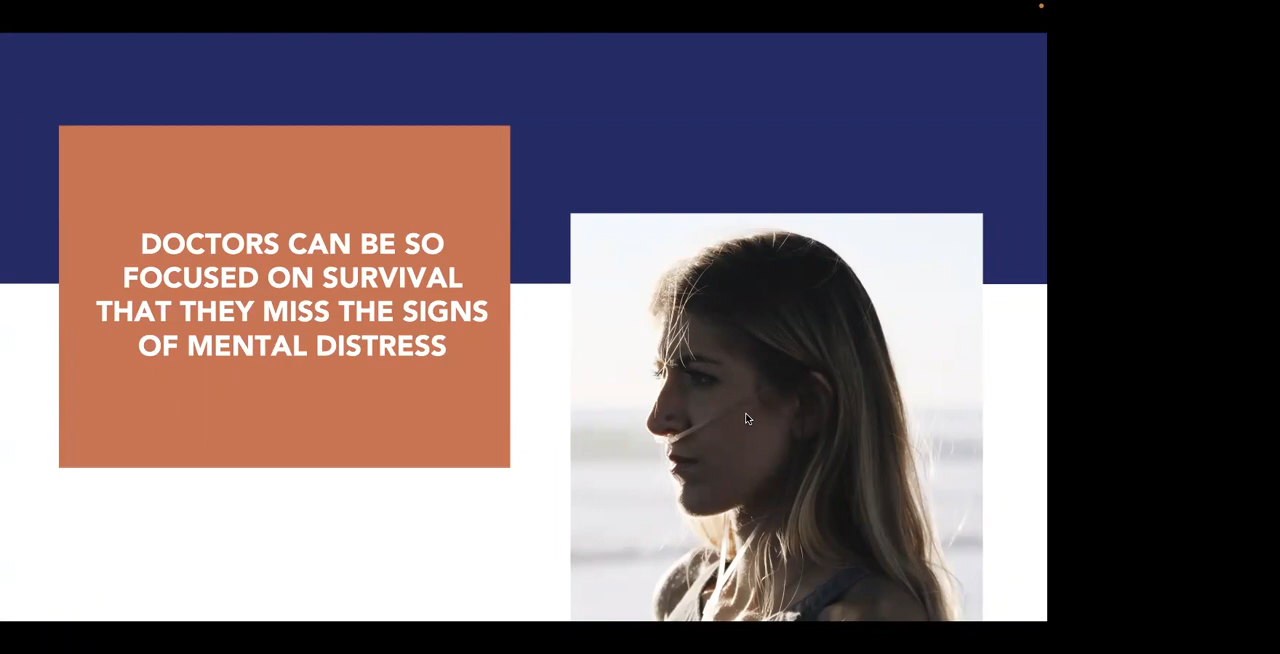 DOCTORS CAN BE SO
FOCUSED ON SURVIVAL
THAT THEY MISS THE SIGNS
OF MENTAL DISTRESS